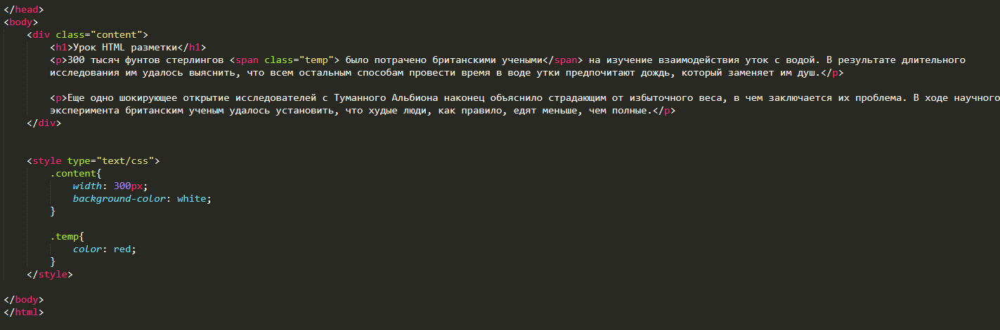 </head>
<body>
<div class="content">
<h1>Урок HTML разметки</h1>
<p>300 тысяч фунтов стерлингов <span class="temp"> было потрачено британскими учеными</span> на изучение взаимодействия уток с водой. В результате длительного
исследования им удалось выяснить, что всем остальным способам провести время в воде утки предпочитают дождь, который заменяет им душ.</p>
<p>Еще одно шокирующее открытие исследователей с Туманного Альбиона наконец объяснило страдающим от избыточного веса, в чем заключается их проблема. В ходе научного
эксперимента британским ученым удалось установить, что худые люди, как правило, едят меньше, чем полные.</p>
</div>
<style type="text/css">
.content{
width: 300px;
background-color: white;
}
.temp{
color: red;
}
</style>
</body>
</html>